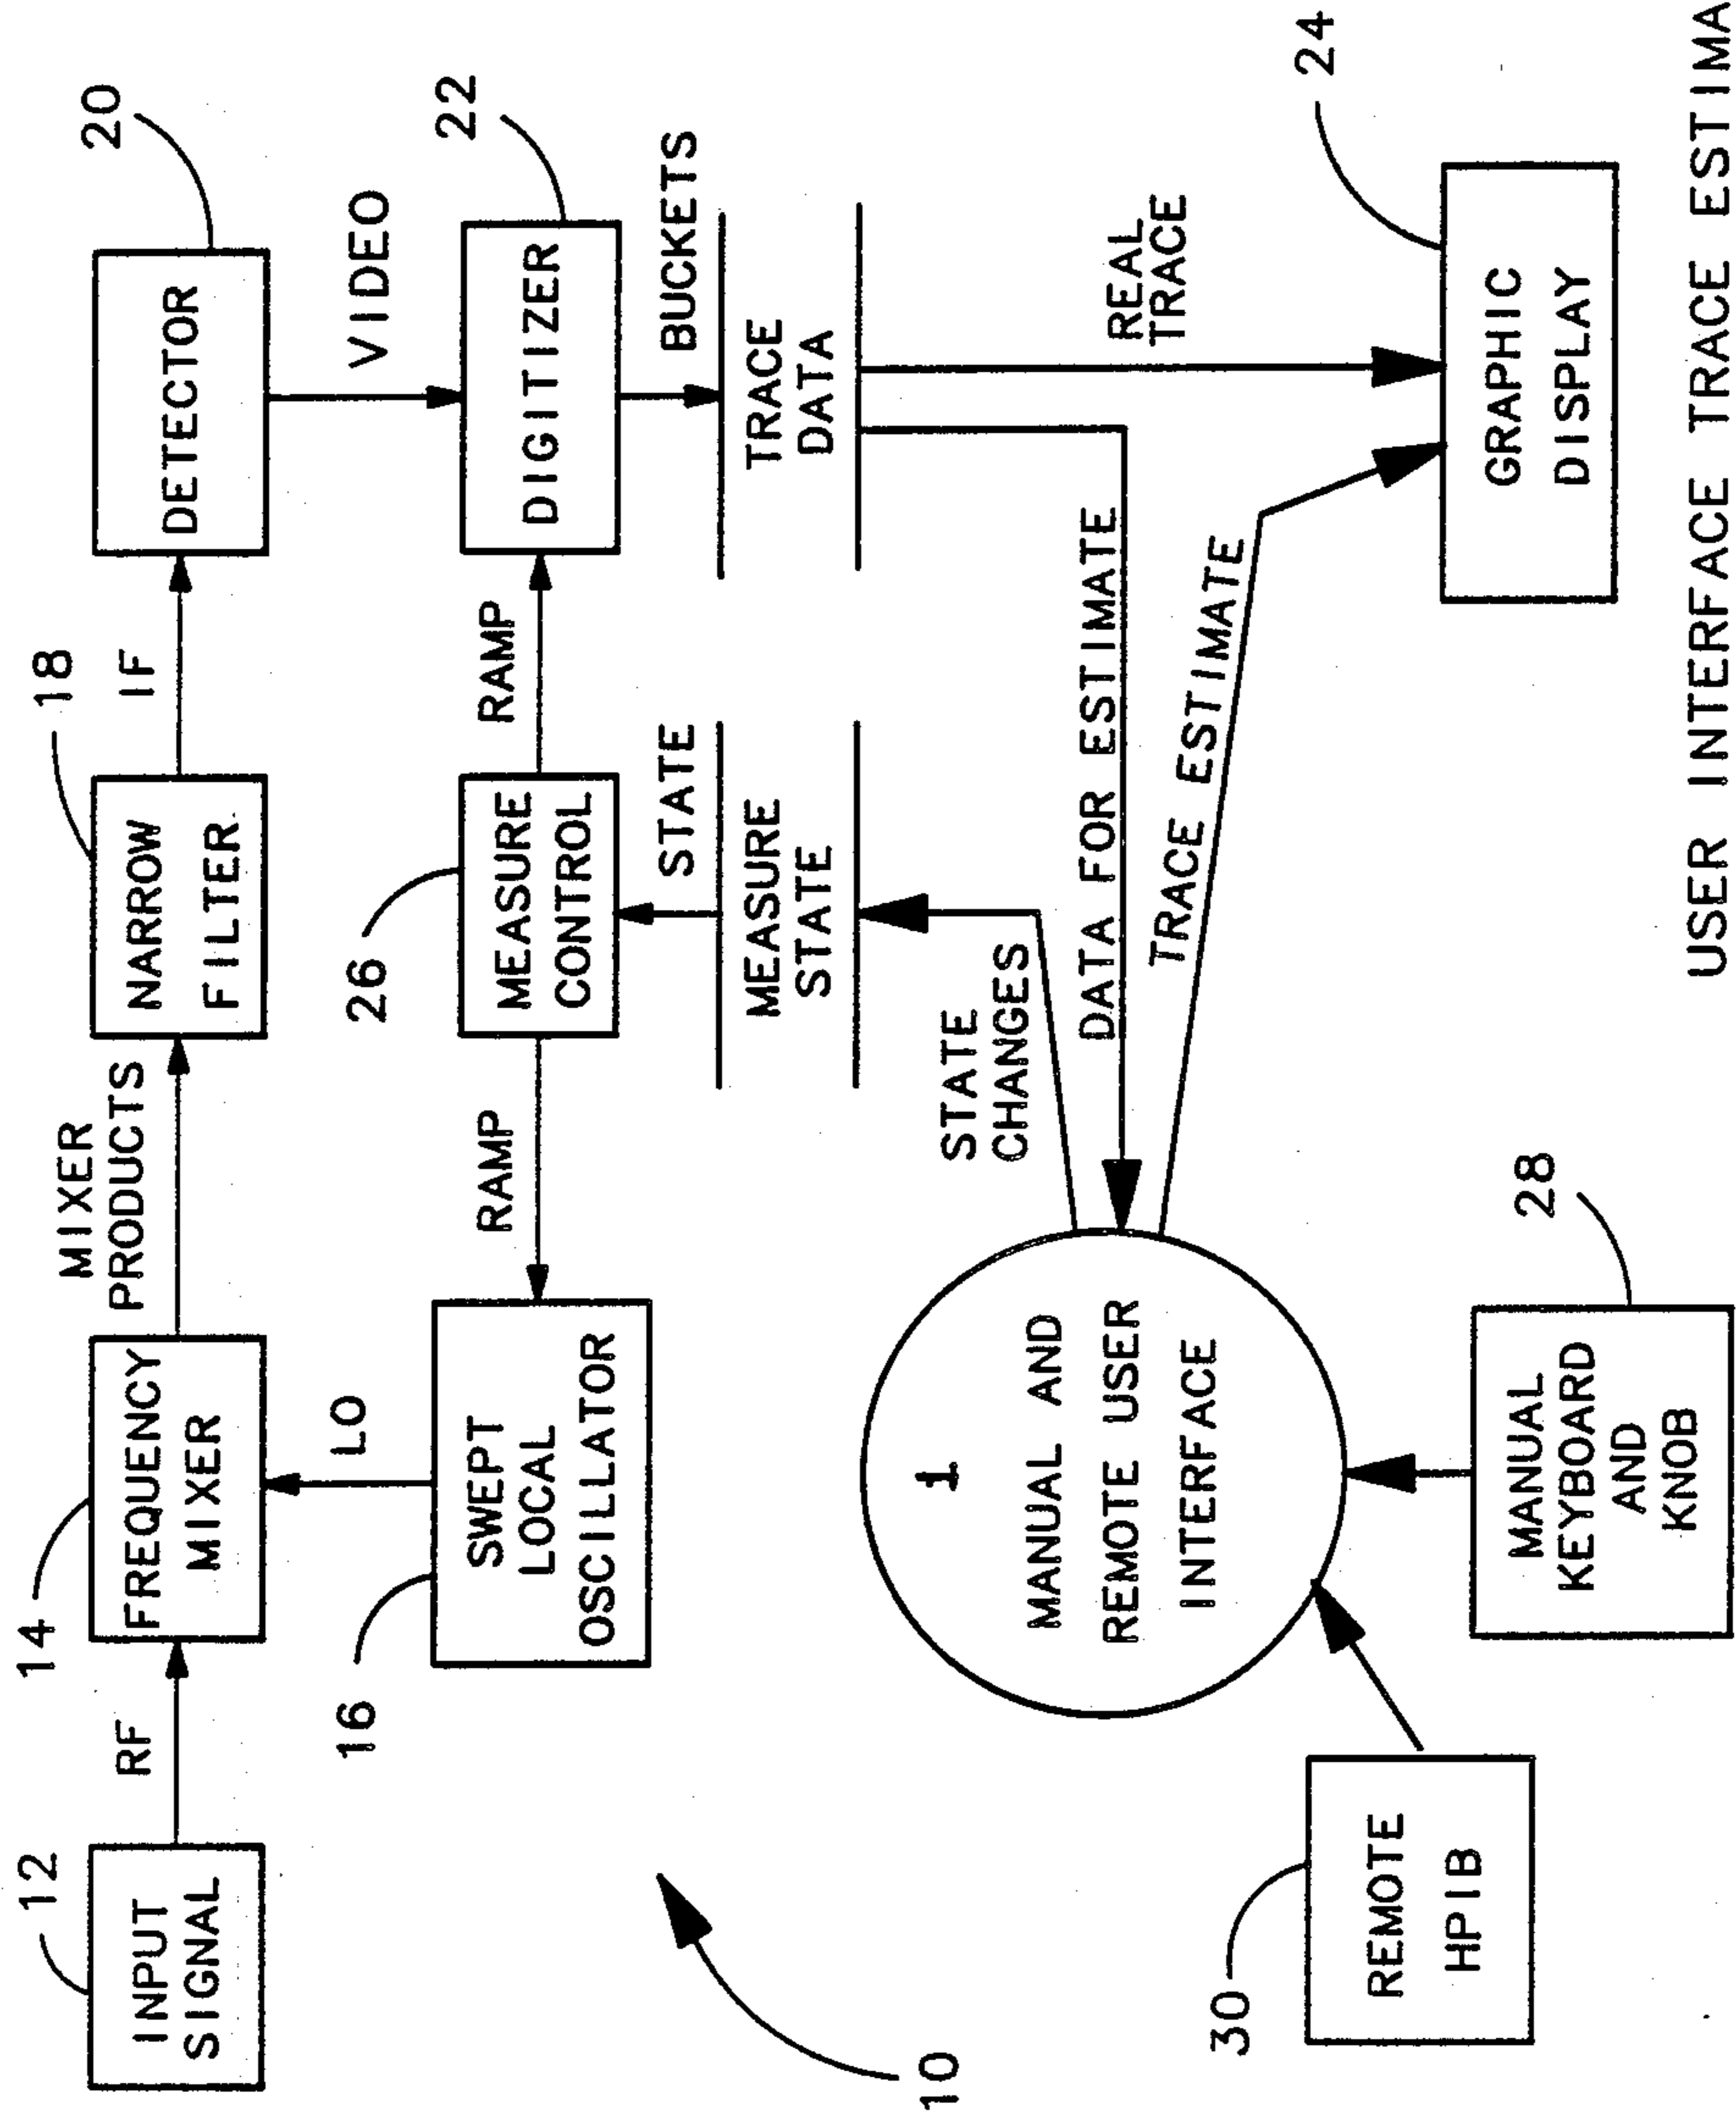 12
INPUT
SIGNAL
RF
14
FREQUENCY
MIXER
MIXER
PRODUCTS
18
NARROW
FILTER
IF
20
DETECTOR
VIDEO
16
SWEPT
LOCAL
OSCILLATOR
LO
RAMP
26
MEASURE
CONTROL
RAMP
22
DIGITIZER
STATE
BUCKETS
MEASURE
STATE
TRACE
DATA
STATE
CHANGES
DATA FOR ESTIMATE
TRACE ESTIMATE
REAL
TRACE
10
1
MANUAL AND
REMOTE USER
INTERFACE
24
GRAPHIC
DISPLAY
30
REMOTE
HPIB
28
MANUAL
KEYBOARD
AND
KNOB
USER INTERFACE TRACE ESTIMA